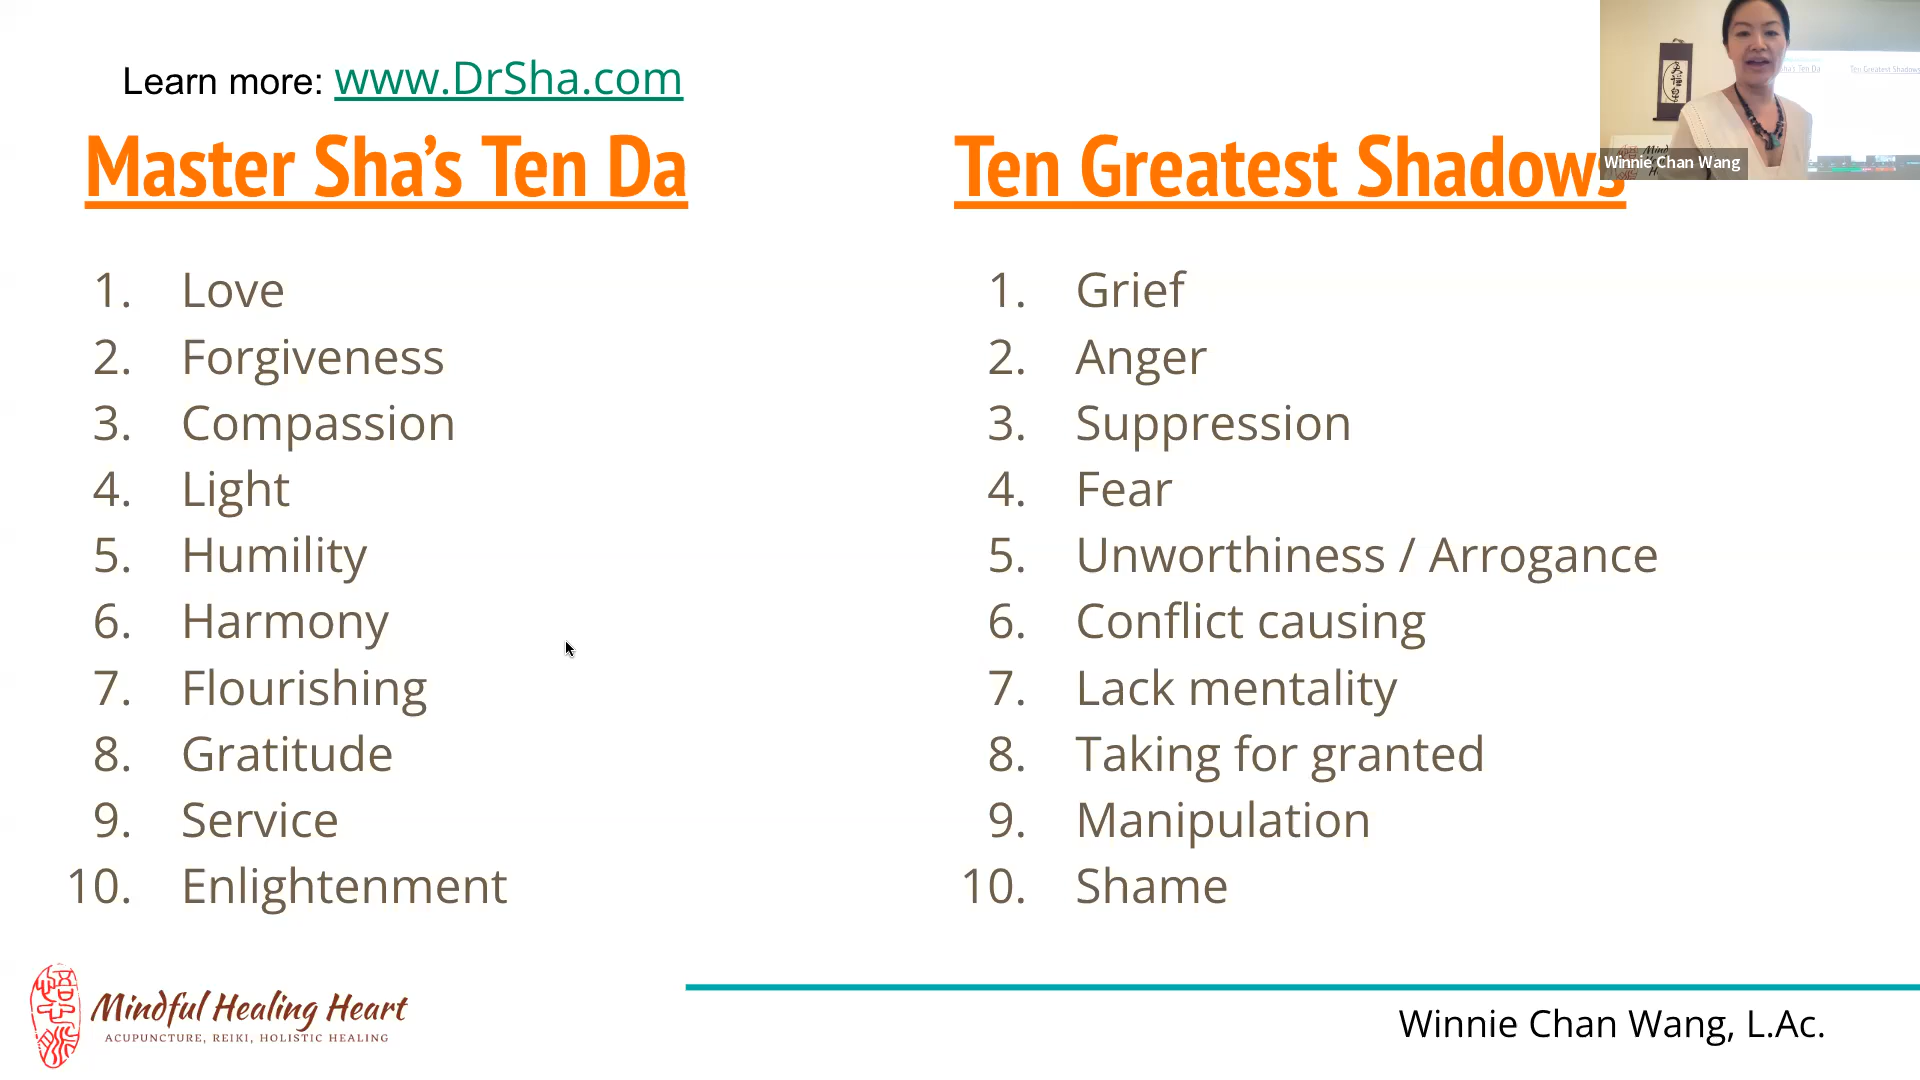 Learn more: www.DrSha.com
Master Sha’s Ten Da
1. Love
2. Forgiveness
3. Compassion
4. Light
5. Humility
6. Harmony
7. Flourishing
8. Gratitude
9. Service
10. Enlightenment
Ten Greatest Shadows
1. Grief
2. Anger
3. Suppression
4. Fear
5. Unworthiness / Arrogance
6. Conflict causing
7. Lack mentality
8. Taking for granted
9. Manipulation
10. Shame
Winnie Chan Wang
Ten Greatest Shadows
Mindful Healing Heart
ACUPUNCTURE, REIKI, HOLISTIC HEALING
Winnie Chan Wang, L.Ac.